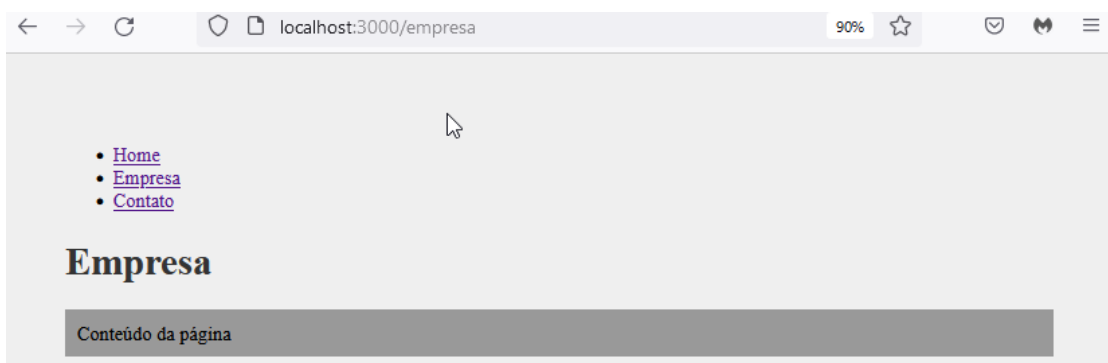 localhost:3000/empresa
90%
Home
Empresa
Contato
Empresa
Conteúdo da página